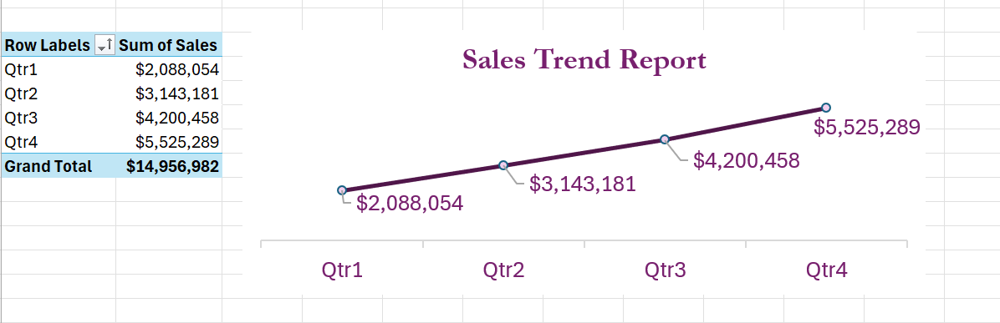 Row Labels Sum of Sales
Qtr1 $2,088,054
Qtr2 $3,143,181
Qtr3 $4,200,458
Qtr4 $5,525,289
Grand Total $14,956,982
Sales Trend Report
$5,525,289
$4,200,458
$3,143,181
$2,088,054
Qtr1 Qtr2 Qtr3 Qtr4